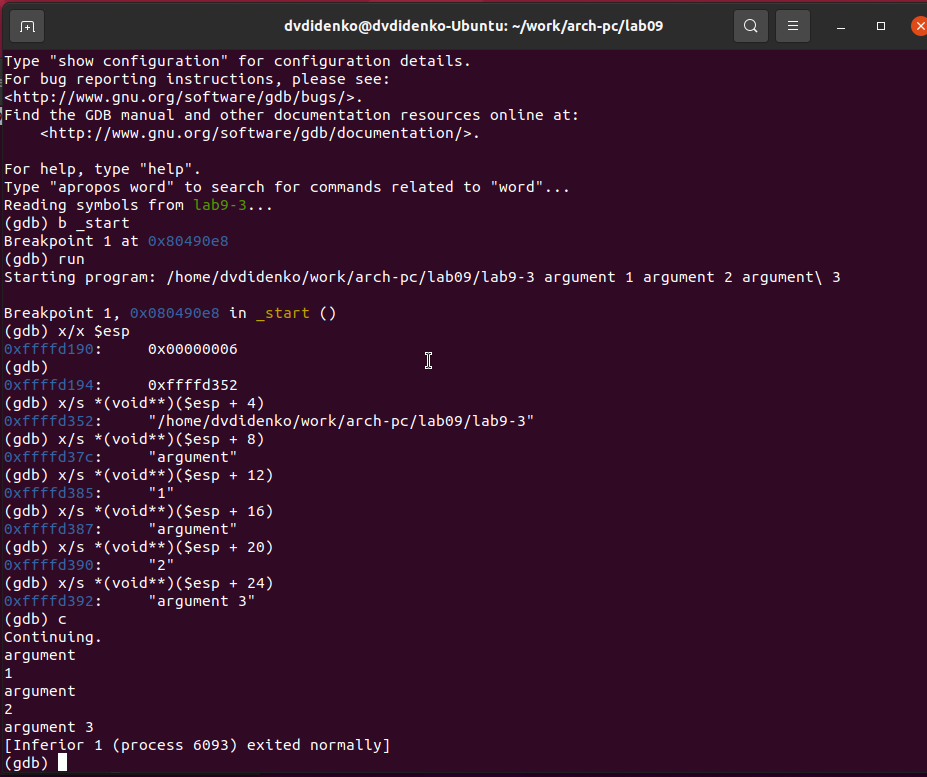 dvdidenko@dvdidenko-Ubuntu: ~/work/arch-pc/lab09
Type "show configuration" for configuration details.
For bug reporting instructions, please see:
<http://www.gnu.org/software/gdb/bugs/>.
Find the GDB manual and other documentation resources online at:
    <http://www.gnu.org/software/gdb/documentation/>.

For help, type "help".
Type "apropos word" to search for commands related to "word"...
Reading symbols from lab9-3...
(gdb) b _start
Breakpoint 1 at 0x80490e8
(gdb) run
Starting program: /home/dvdidenko/work/arch-pc/lab09/lab9-3 argument 1 argument 2 argument\ 3

Breakpoint 1, 0x080490e8 in _start ()
(gdb) x/x $esp
0xffffd190:     0x00000006
(gdb)
0xffffd194:     0xffffd352
(gdb) x/s *(void**)($esp + 4)
0xffffd352:     "/home/dvdidenko/work/arch-pc/lab09/lab9-3"
(gdb) x/s *(void**)($esp + 8)
0xffffd37c:     "argument"
(gdb) x/s *(void**)($esp + 12)
0xffffd385:     "1"
(gdb) x/s *(void**)($esp + 16)
0xffffd387:     "argument"
(gdb) x/s *(void**)($esp + 20)
0xffffd390:     "2"
(gdb) x/s *(void**)($esp + 24)
0xffffd392:     "argument 3"
(gdb) c
Continuing.
argument
1
argument
2
argument 3
[Inferior 1 (process 6093) exited normally]
(gdb)